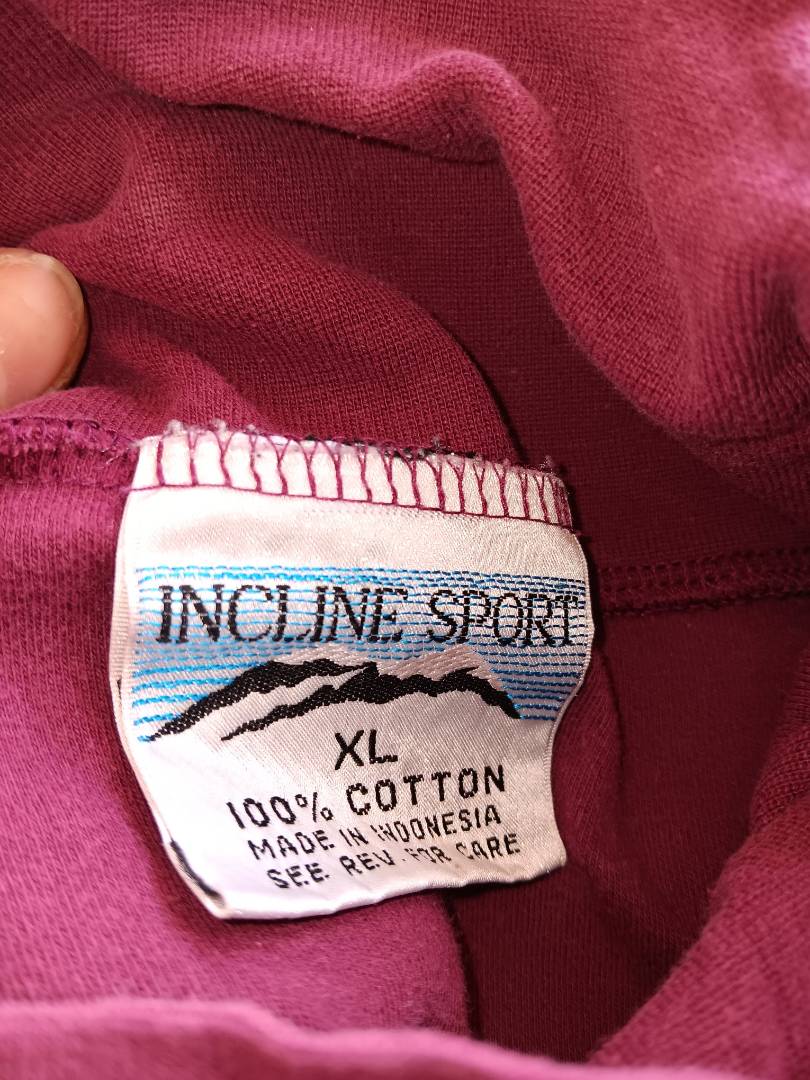 INCLINE SPORT
XL
100% COTTON
MADE IN INDONESIA
SEE REV. FOR CARE